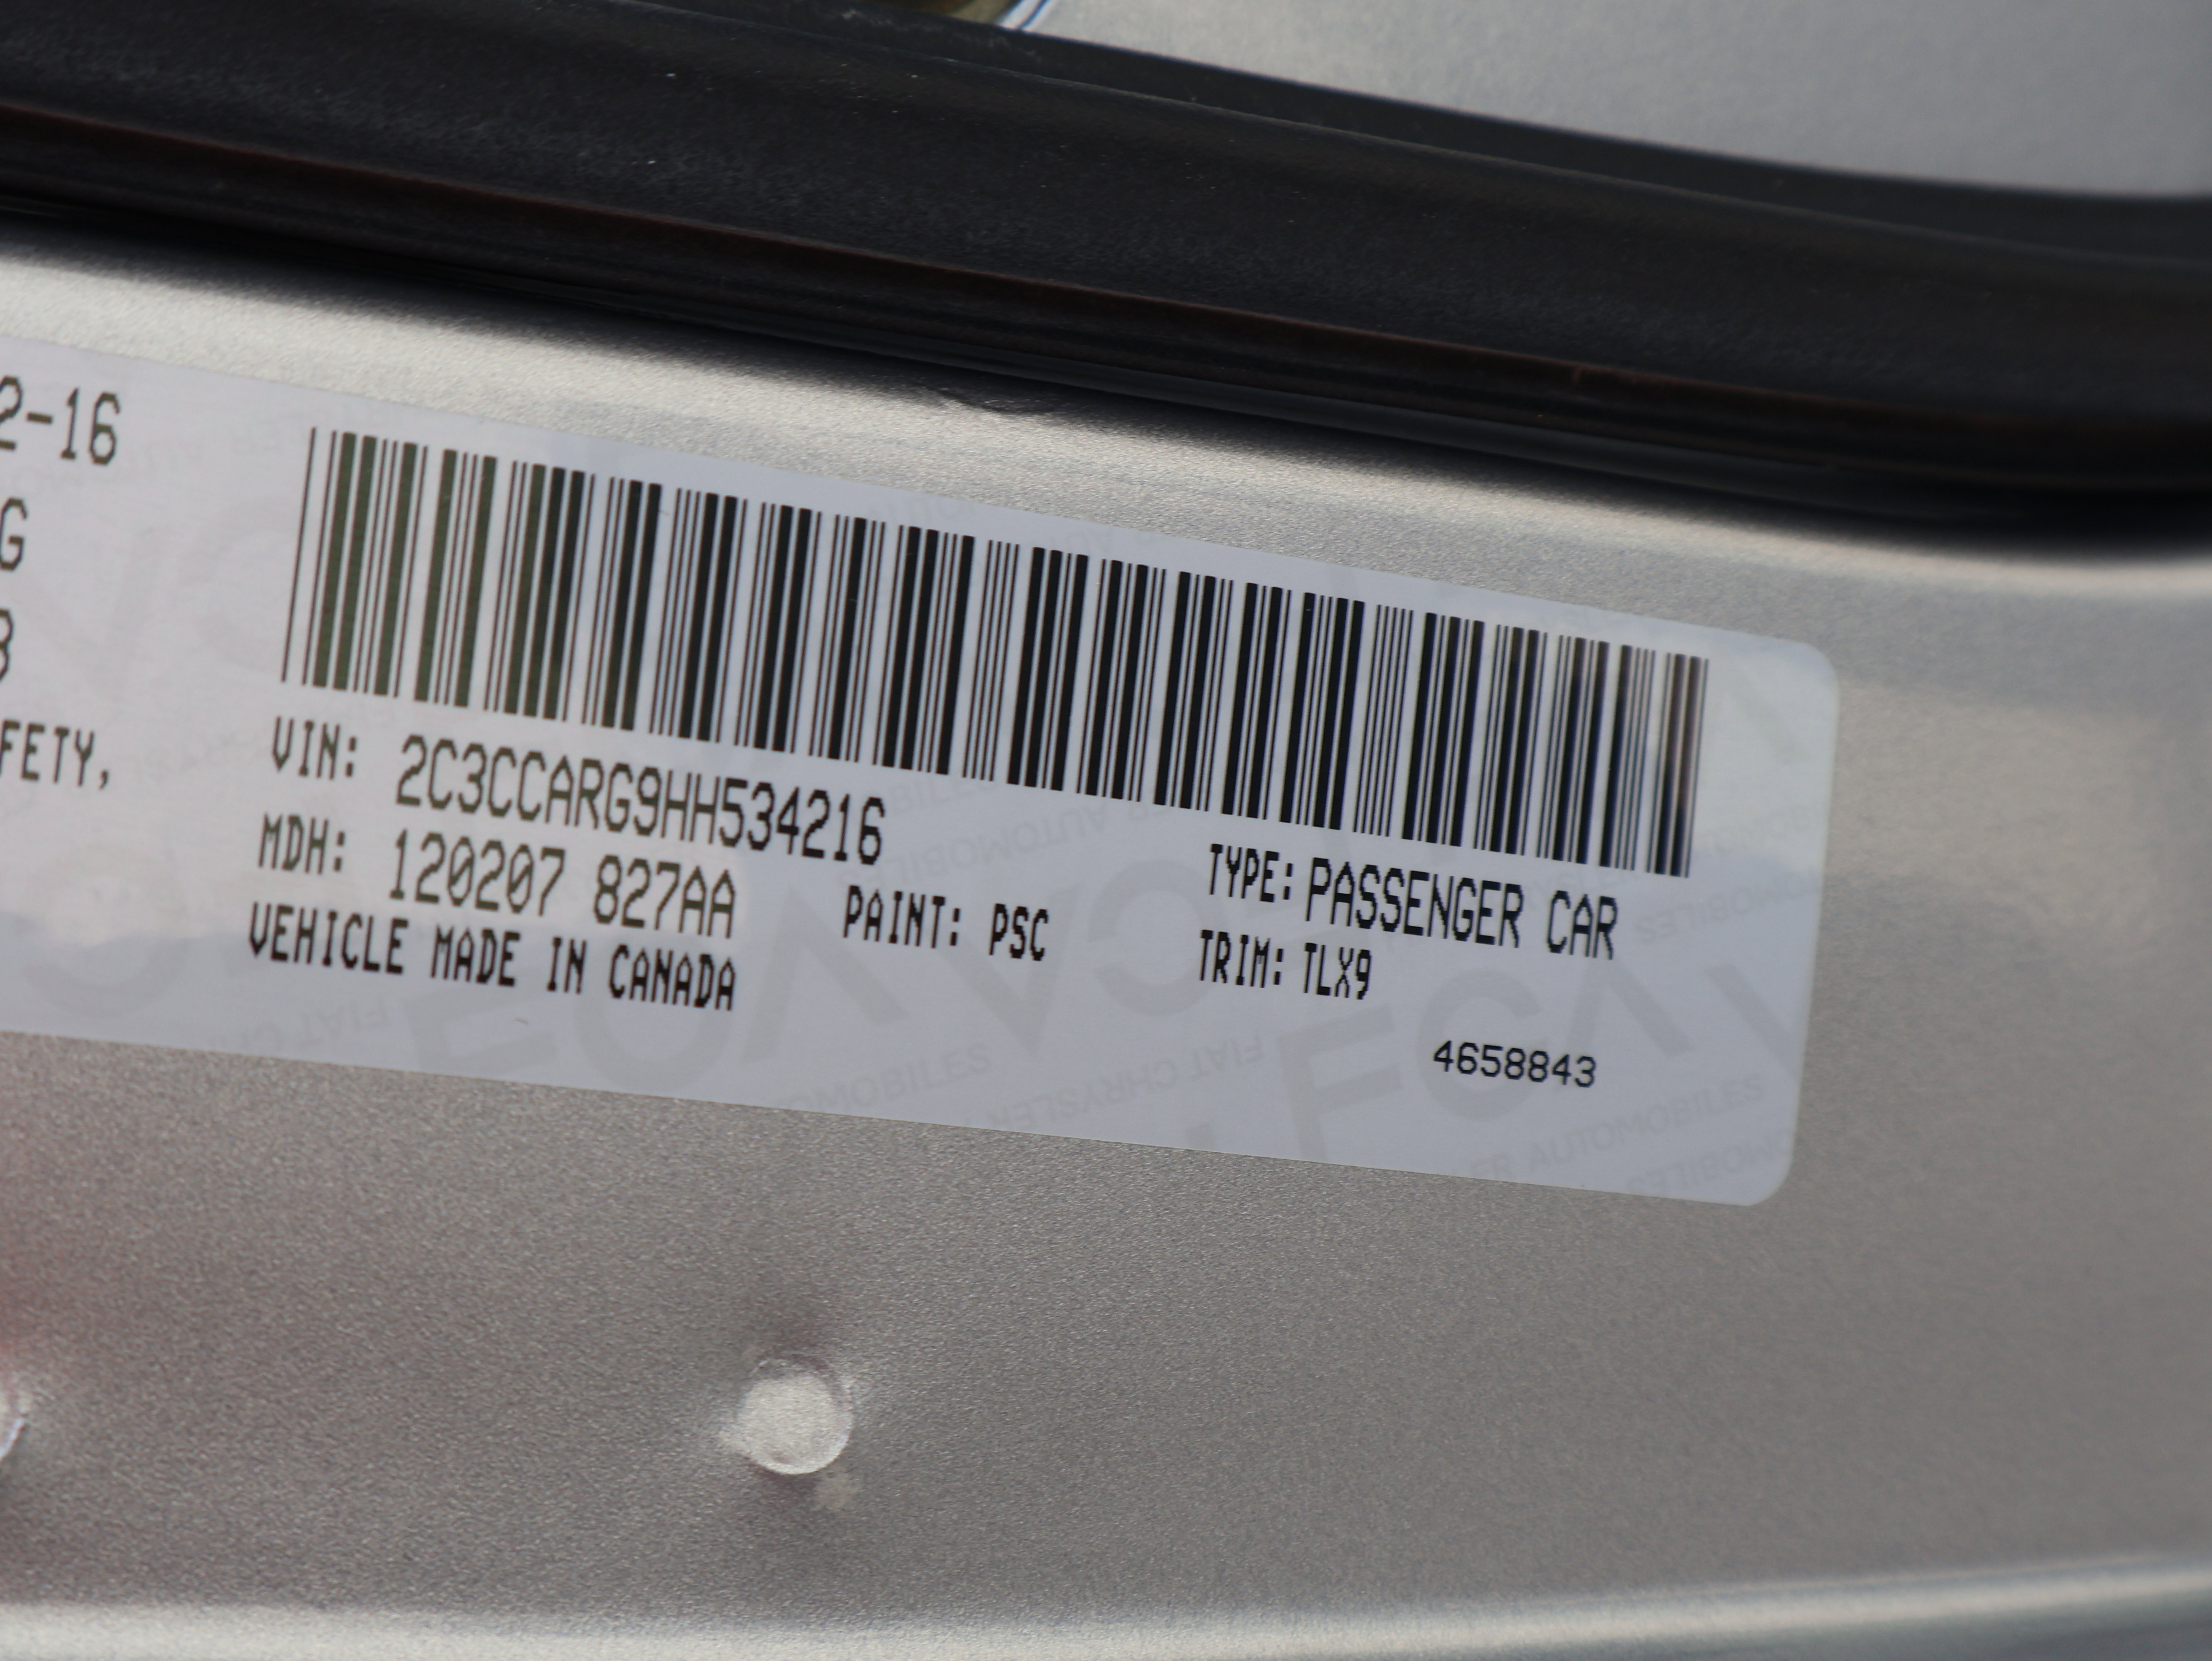 2-16
G
FETY,
VIN: 2C3CCARG9HH534216
MDH: 120207 827AA
VEHICLE MADE IN CANADA
PAINT: PSC
TYPE: PASSENGER CAR
TRIM: TLX9
4658843